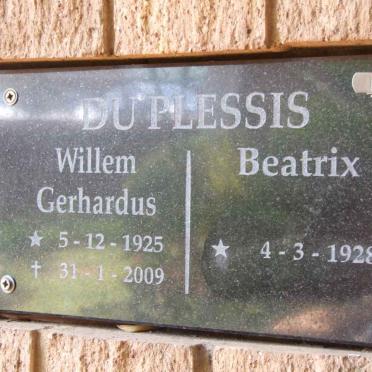 DU PLESSIS
Willem
Gerhardus
★ 5-12-1925
✝ 31-1-2009
Beatrix
★ 4-3-1928